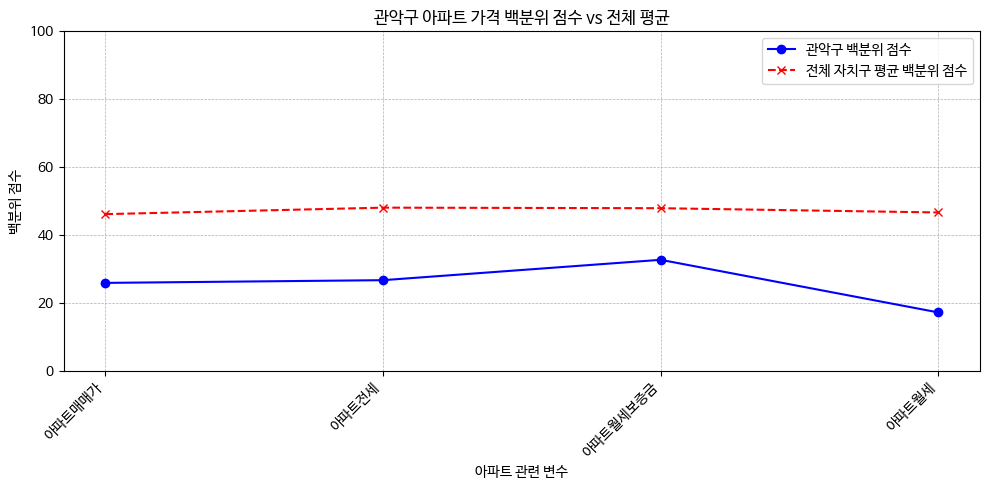 관악구 아파트 가격 백분위 점수 vs 전체 평균
관악구 백분위 점수
전체 자치구 평균 백분위 점수
백분위 점수
100
80
60
40
20
0
아파트매매가
아파트전세
아파트월세보증금
아파트월세
아파트 관련 변수